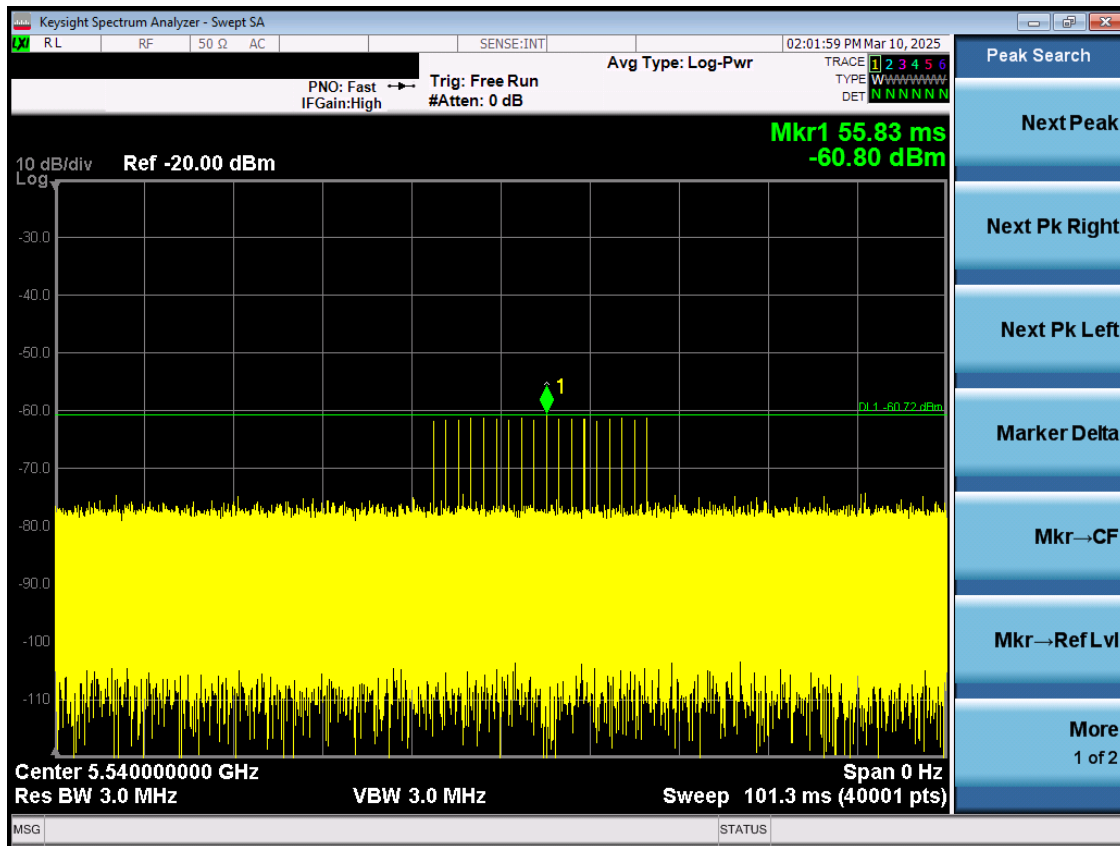 Keysight Spectrum Analyzer - Swept SA
LXI RL RF 50 Ω AC SENSE:INT 02:01:59 PM Mar 10, 2025
Avg Type: Log-Pwr TRACE 1 2 3 4 5 6
PNO: Fast Trig: Free Run TYPE WWWWWWW
IFGain:High #Atten: 0 dB DET N N N N N N
Mkr1 55.83 ms
-60.80 dBm
10 dB/div Ref -20.00 dBm
Log
-30.0
-40.0
-50.0
1
-60.0
DL1 -60.72 dBm
-70.0
-80.0
-90.0
-100
-110
Center 5.540000000 GHz Span 0 Hz
Res BW 3.0 MHz VBW 3.0 MHz Sweep 101.3 ms (40001 pts)
MSG STATUS
Peak Search
Next Peak
Next Pk Right
Next Pk Left
Marker Delta
Mkr→CF
Mkr→Ref Lvl
More
1 of 2